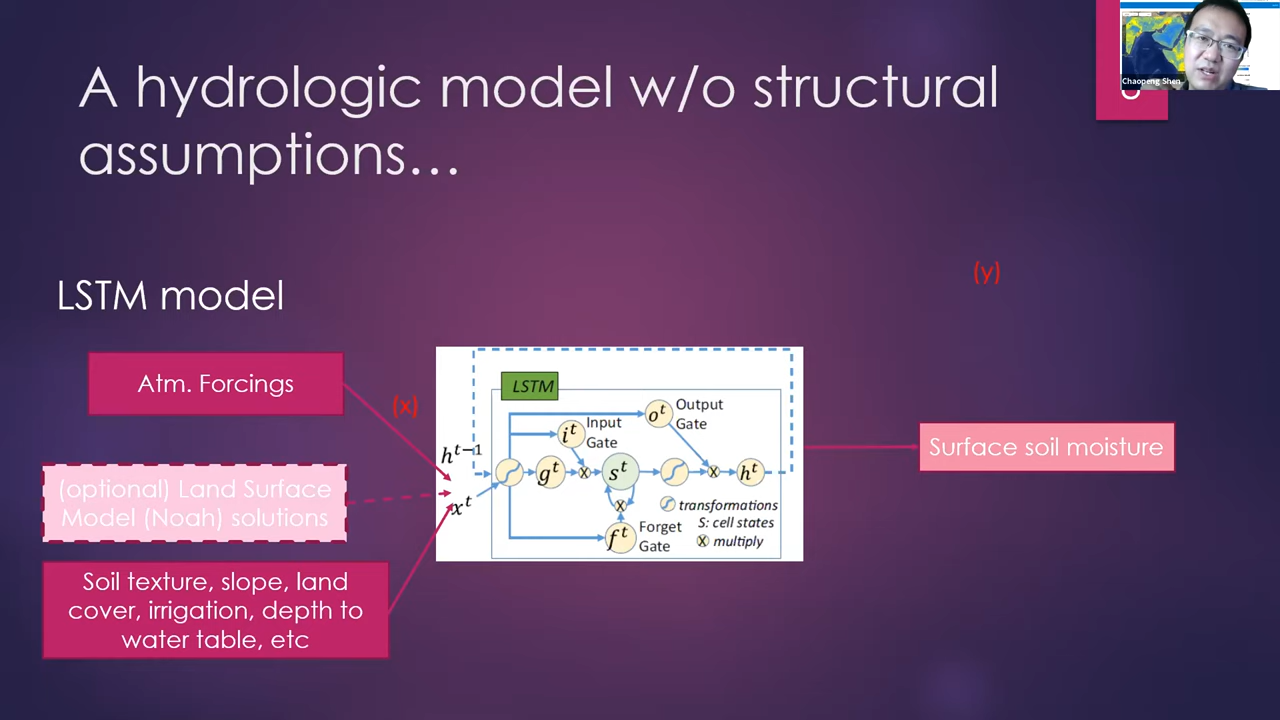 A hydrologic model w/o structural
assumptions…
Chaopeng Shen
LSTM model
(y)
Atm. Forcings
(x)
(optional) Land Surface
Model (Noah) solutions
Soil texture, slope, land
cover, irrigation, depth to
water table, etc
LSTM
h^{t-1}
x^t
Input
Gate
i^t
Output
Gate
o^t
g^t
s^t
h^t
f^t
Forget
Gate
transformations
S: cell states
multiply
Surface soil moisture